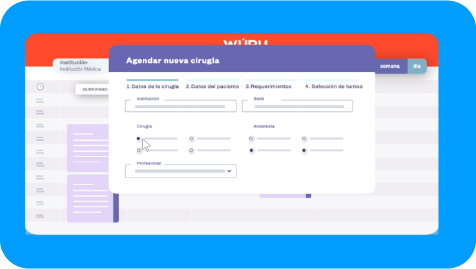 WÜRU
Institución:
Institución Médica
Agendar nueva cirugía
semana
día
QUIRÓFANO
1.Datos de la cirugía 2.Datos del paciente 3.Requerimientos 4. Selección de turnos
Institución
Sede
Cirugía
Anestesia
Profesional